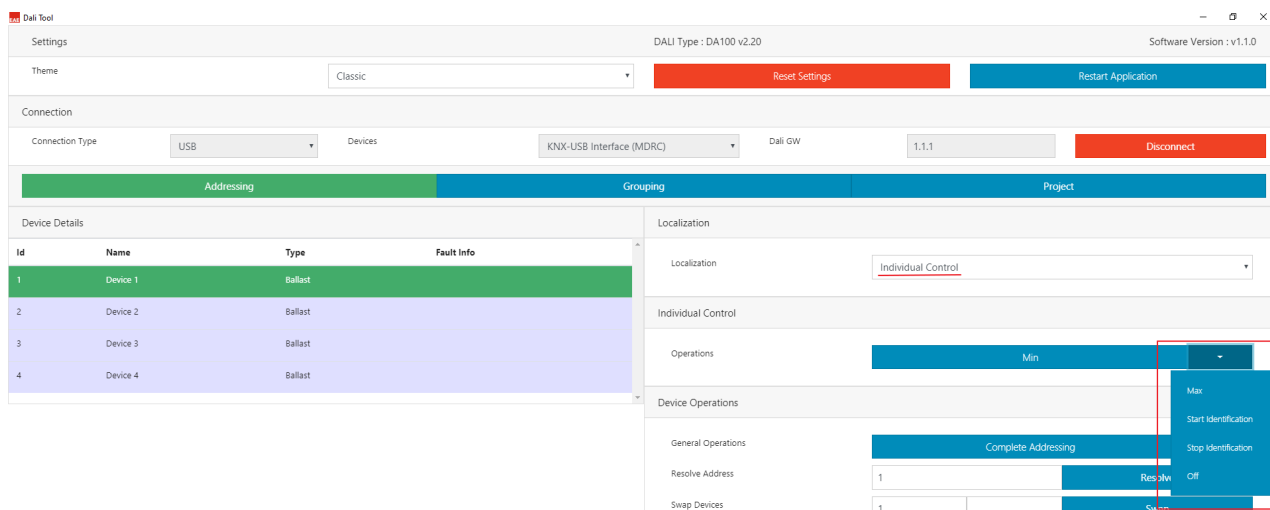 EAE Dali Tool
Settings DALI Type : DA100 v2.20 Software Version : v1.1.0
Theme Classic Reset Settings Restart Application
Connection
Connection Type USB Devices KNX-USB Interface (MDRC) Dali GW 1.1.1 Disconnect
Addressing Grouping Project
Device Details Localization
Id Name Type Fault Info
Localization Individual Control
1 Device 1 Ballast
2 Device 2 Ballast Individual Control
3 Device 3 Ballast
Operations Min
4 Device 4 Ballast
Max
Device Operations
Start Identification
General Operations Complete Addressing Stop Identification
Resolve Address 1 Resolve Off
Swap Devices 1 Swap